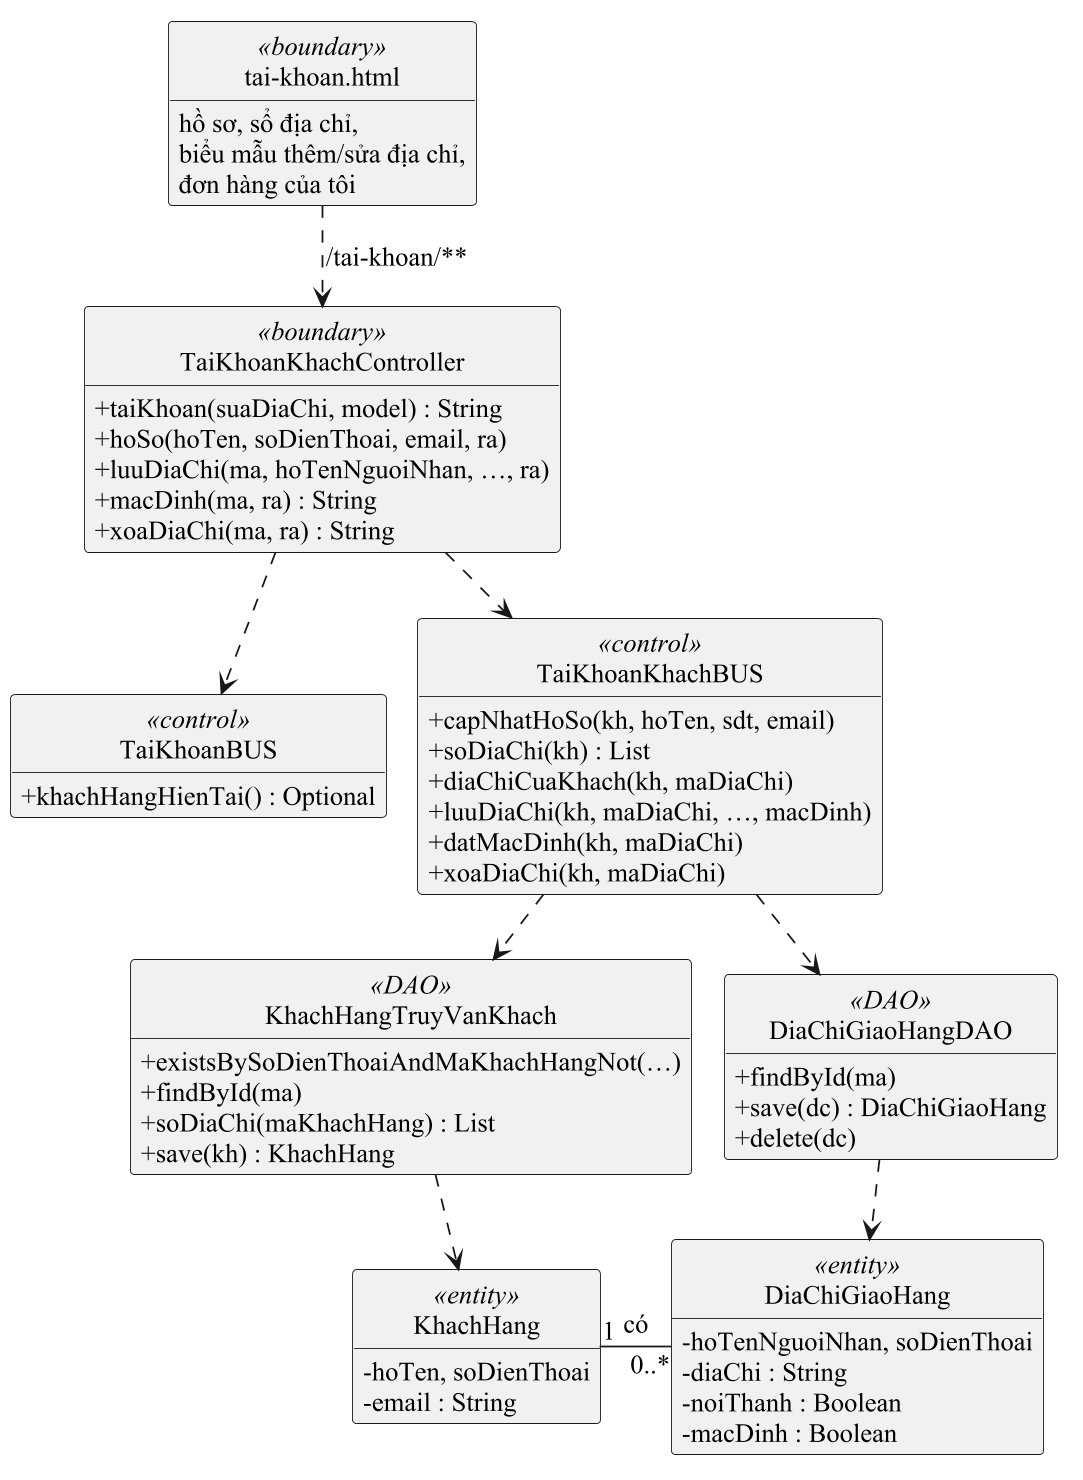 «boundary»
tai-khoan.html
hồ sơ, sổ địa chỉ,
biểu mẫu thêm/sửa địa chỉ,
đơn hàng của tôi
/tai-khoan/**
«boundary»
TaiKhoanKhachController
+taiKhoan(suaDiaChi, model) : String
+hoSo(hoTen, soDienThoai, email, ra)
+luuDiaChi(ma, hoTenNguoiNhan, …, ra)
+macDinh(ma, ra) : String
+xoaDiaChi(ma, ra) : String
«control»
TaiKhoanBUS
+khachHangHienTai() : Optional
«control»
TaiKhoanKhachBUS
+capNhatHoSo(kh, hoTen, sdt, email)
+soDiaChi(kh) : List
+diaChiCuaKhach(kh, maDiaChi)
+luuDiaChi(kh, maDiaChi, …, macDinh)
+datMacDinh(kh, maDiaChi)
+xoaDiaChi(kh, maDiaChi)
«DAO»
KhachHangTruyVanKhach
+existsBySoDienThoaiAndMaKhachHangNot(…)
+findById(ma)
+soDiaChi(maKhachHang) : List
+save(kh) : KhachHang
«DAO»
DiaChiGiaoHangDAO
+findById(ma)
+save(dc) : DiaChiGiaoHang
+delete(dc)
«entity»
KhachHang
-hoTen, soDienThoai
-email : String
1 có
0..*
«entity»
DiaChiGiaoHang
-hoTenNguoiNhan, soDienThoai
-diaChi : String
-noiThanh : Boolean
-macDinh : Boolean